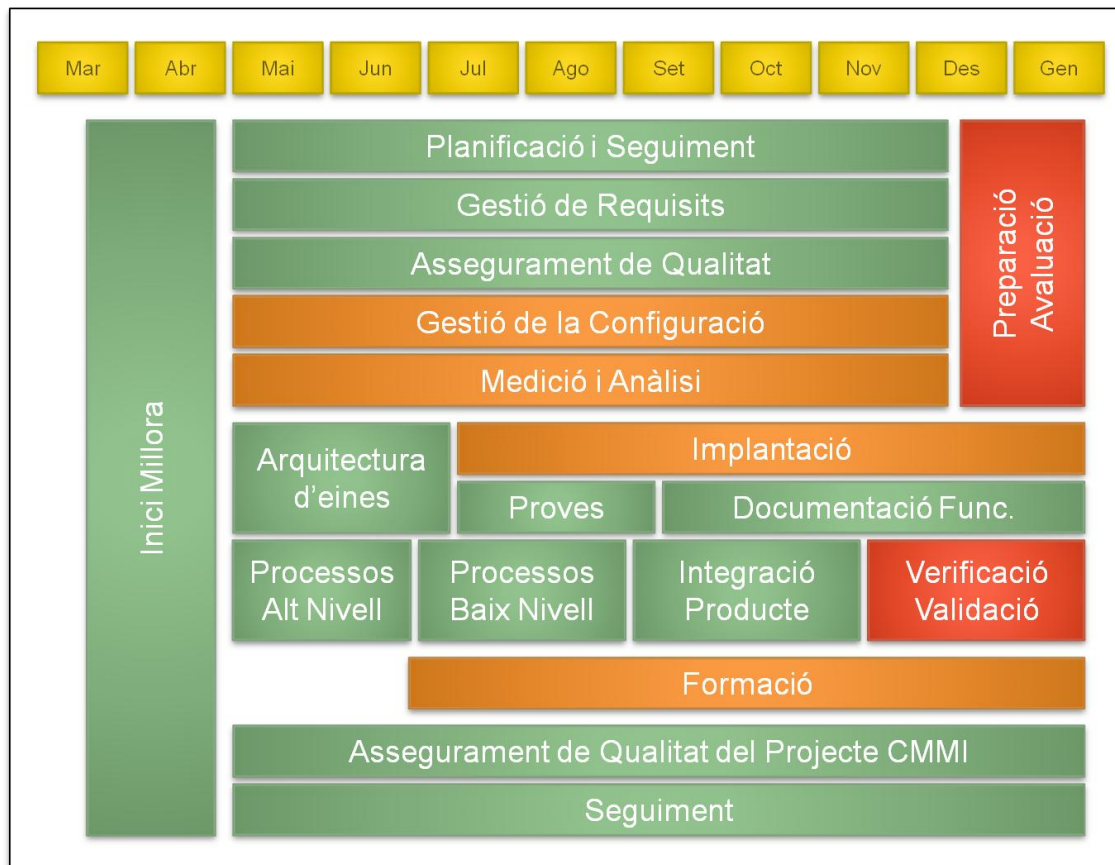 Mar
Abr
Mai
Jun
Jul
Ago
Set
Oct
Nov
Des
Gen
Inici Millora
Planificació i Seguiment
Gestió de Requisits
Assegurament de Qualitat
Gestió de la Configuració
Medició i Anàlisi
Preparació
Avaluació
Arquitectura
d'eines
Implantació
Proves
Documentació Func.
Processos
Alt Nivell
Processos
Baix Nivell
Integració
Producte
Verificació
Validació
Formació
Assegurament de Qualitat del Projecte CMMI
Seguiment